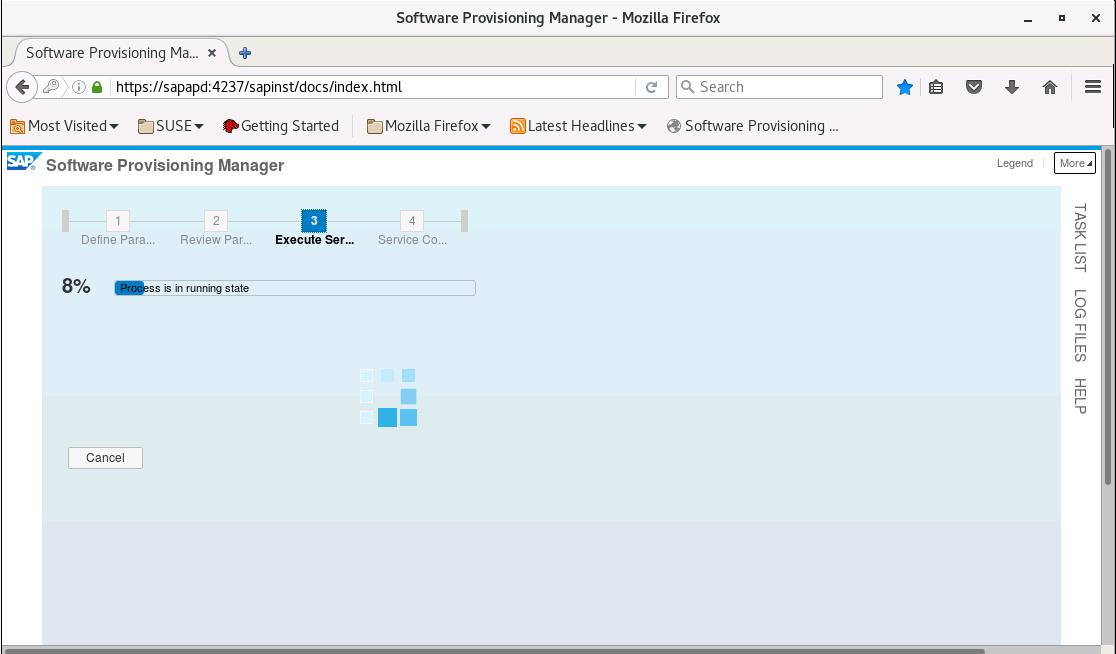 Software Provisioning Manager - Mozilla Firefox
Software Provisioning Ma...
https://sapapd:4237/sapinst/docs/index.html
Search
Most Visited
SUSE
Getting Started
Mozilla Firefox
Latest Headlines
Software Provisioning ...
SAP
Software Provisioning Manager
Legend
More
1
2
3
4
Define Para...
Review Par...
Execute Ser...
Service Co...
8%
Process is in running state
Cancel
TASK LIST
LOG FILES
HELP